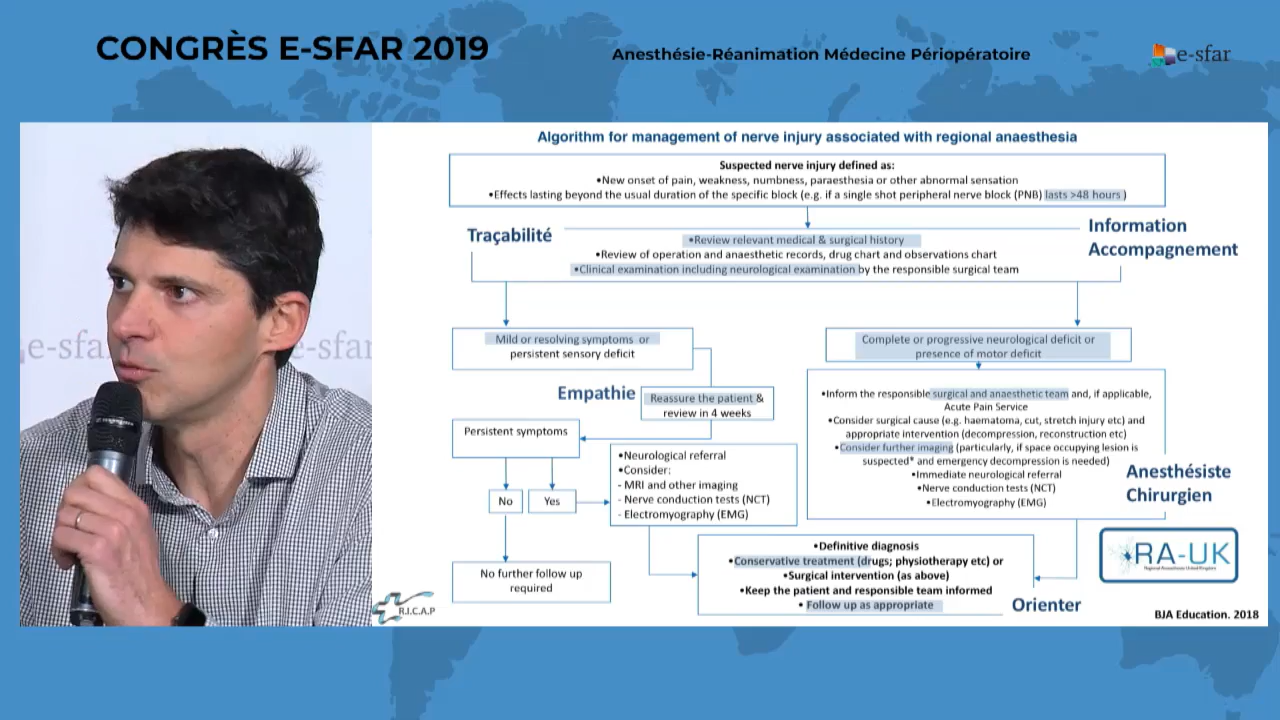 CONGRÈS E-SFAR 2019
Anesthésie-Réanimation Médecine Périopératoire
e-sfar
e-sfa
e-sfar
Algorithm for management of nerve injury associated with regional anaesthesia
Suspected nerve injury defined as:
•New onset of pain, weakness, numbness, paraesthesia or other abnormal sensation
•Effects lasting beyond the usual duration of the specific block (e.g. if a single shot peripheral nerve block (PNB) lasts >48 hours )
Traçabilité
Information
Accompagnement
•Review relevant medical & surgical history
•Review of operation and anaesthetic records, drug chart and observations chart
•Clinical examination including neurological examination by the responsible surgical team
Mild or resolving symptoms or
persistent sensory deficit
Complete or progressive neurological deficit or
presence of motor deficit
Empathie
Reassure the patient &
review in 4 weeks
Persistent symptoms
No
Yes
No further follow up
required
•Neurological referral
•Consider:
- MRI and other imaging
- Nerve conduction tests (NCT)
- Electromyography (EMG)
•Inform the responsible surgical and anaesthetic team and, if applicable,
Acute Pain Service
•Consider surgical cause (e.g. haematoma, cut, stretch injury etc) and
appropriate intervention (decompression, reconstruction etc)
•Consider further imaging (particularly, if space occupying lesion is
suspected* and emergency decompression is needed)
•Immediate neurological referral
•Nerve conduction tests (NCT)
•Electromyography (EMG)
Anesthésiste
Chirurgien
•Definitive diagnosis
•Conservative treatment (drugs; physiotherapy etc) or
•Surgical intervention (as above)
•Keep the patient and responsible team informed
• Follow up as appropriate
Orienter
RA-UK
Regional Anaesthesia United Kingdom
R.I.C.A.P
BJA Education. 2018